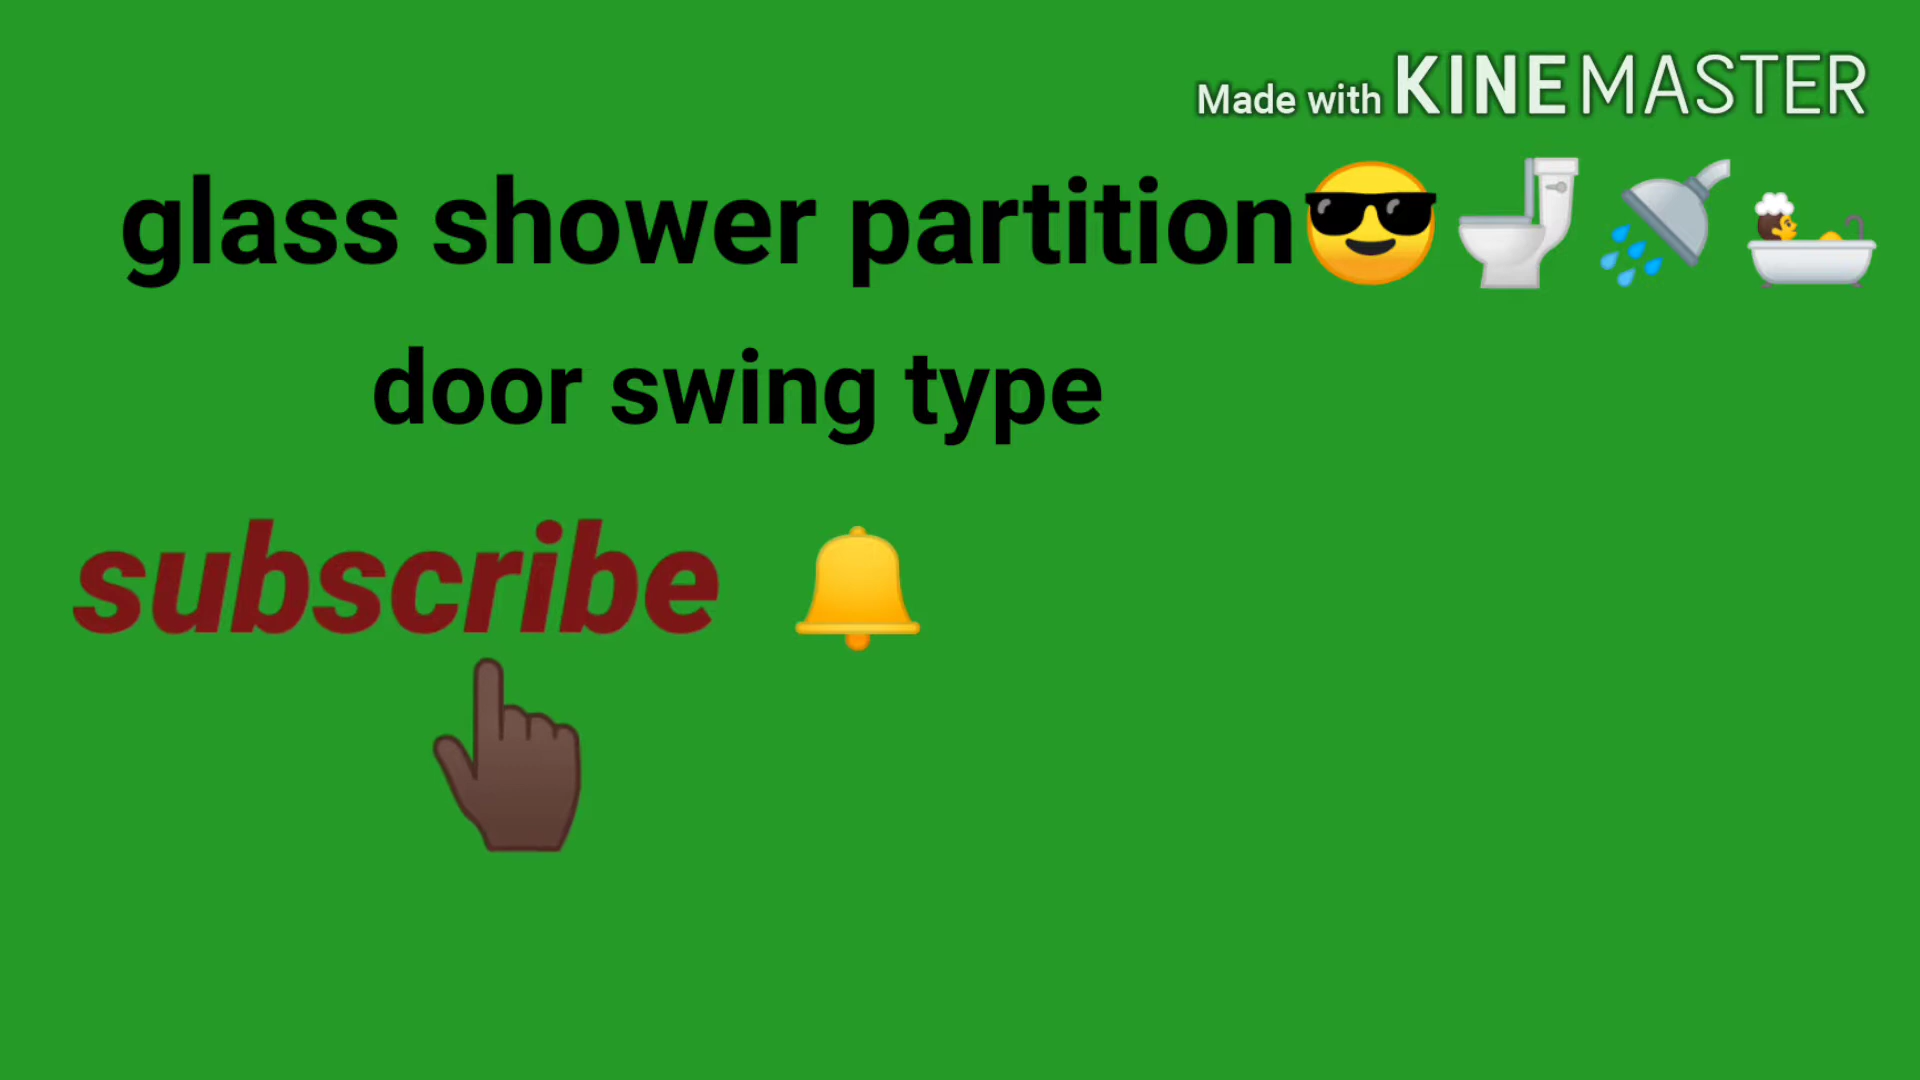 Made with KINEMASTER
glass shower partition😎🚽🚿🛀
door swing type
subscribe 🔔